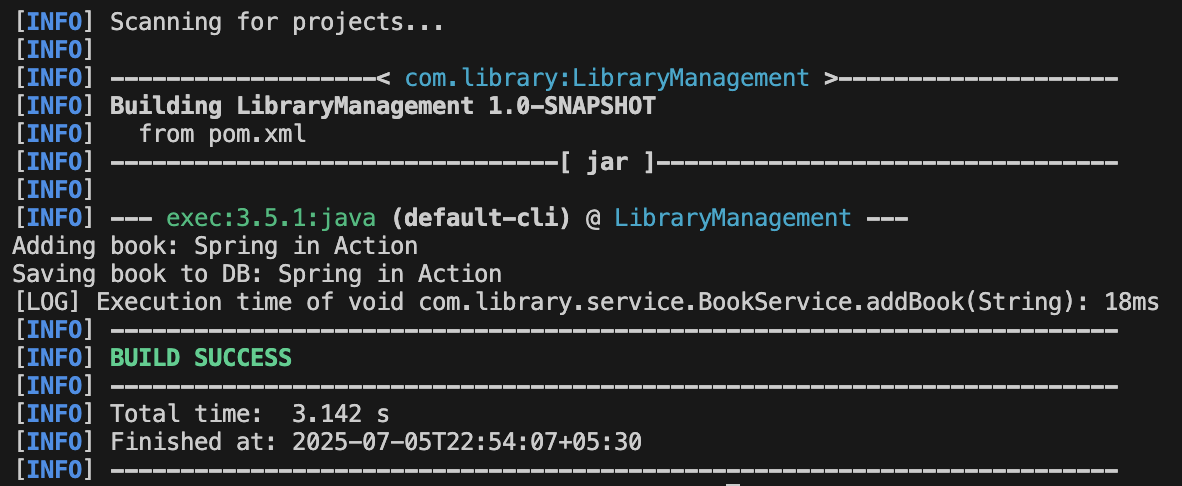 [INFO] Scanning for projects...
[INFO]
[INFO] -------------------< com.library:LibraryManagement >---------------------
[INFO] Building LibraryManagement 1.0-SNAPSHOT
[INFO]   from pom.xml
[INFO] --------------------------------[ jar ]---------------------------------
[INFO]
[INFO] --- exec:3.5.1:java (default-cli) @ LibraryManagement ---
Adding book: Spring in Action
Saving book to DB: Spring in Action
[LOG] Execution time of void com.library.service.BookService.addBook(String): 18ms
[INFO] ------------------------------------------------------------------------
[INFO] BUILD SUCCESS
[INFO] ------------------------------------------------------------------------
[INFO] Total time:  3.142 s
[INFO] Finished at: 2025-07-05T22:54:07+05:30
[INFO] ------------------------------------------------------------------------